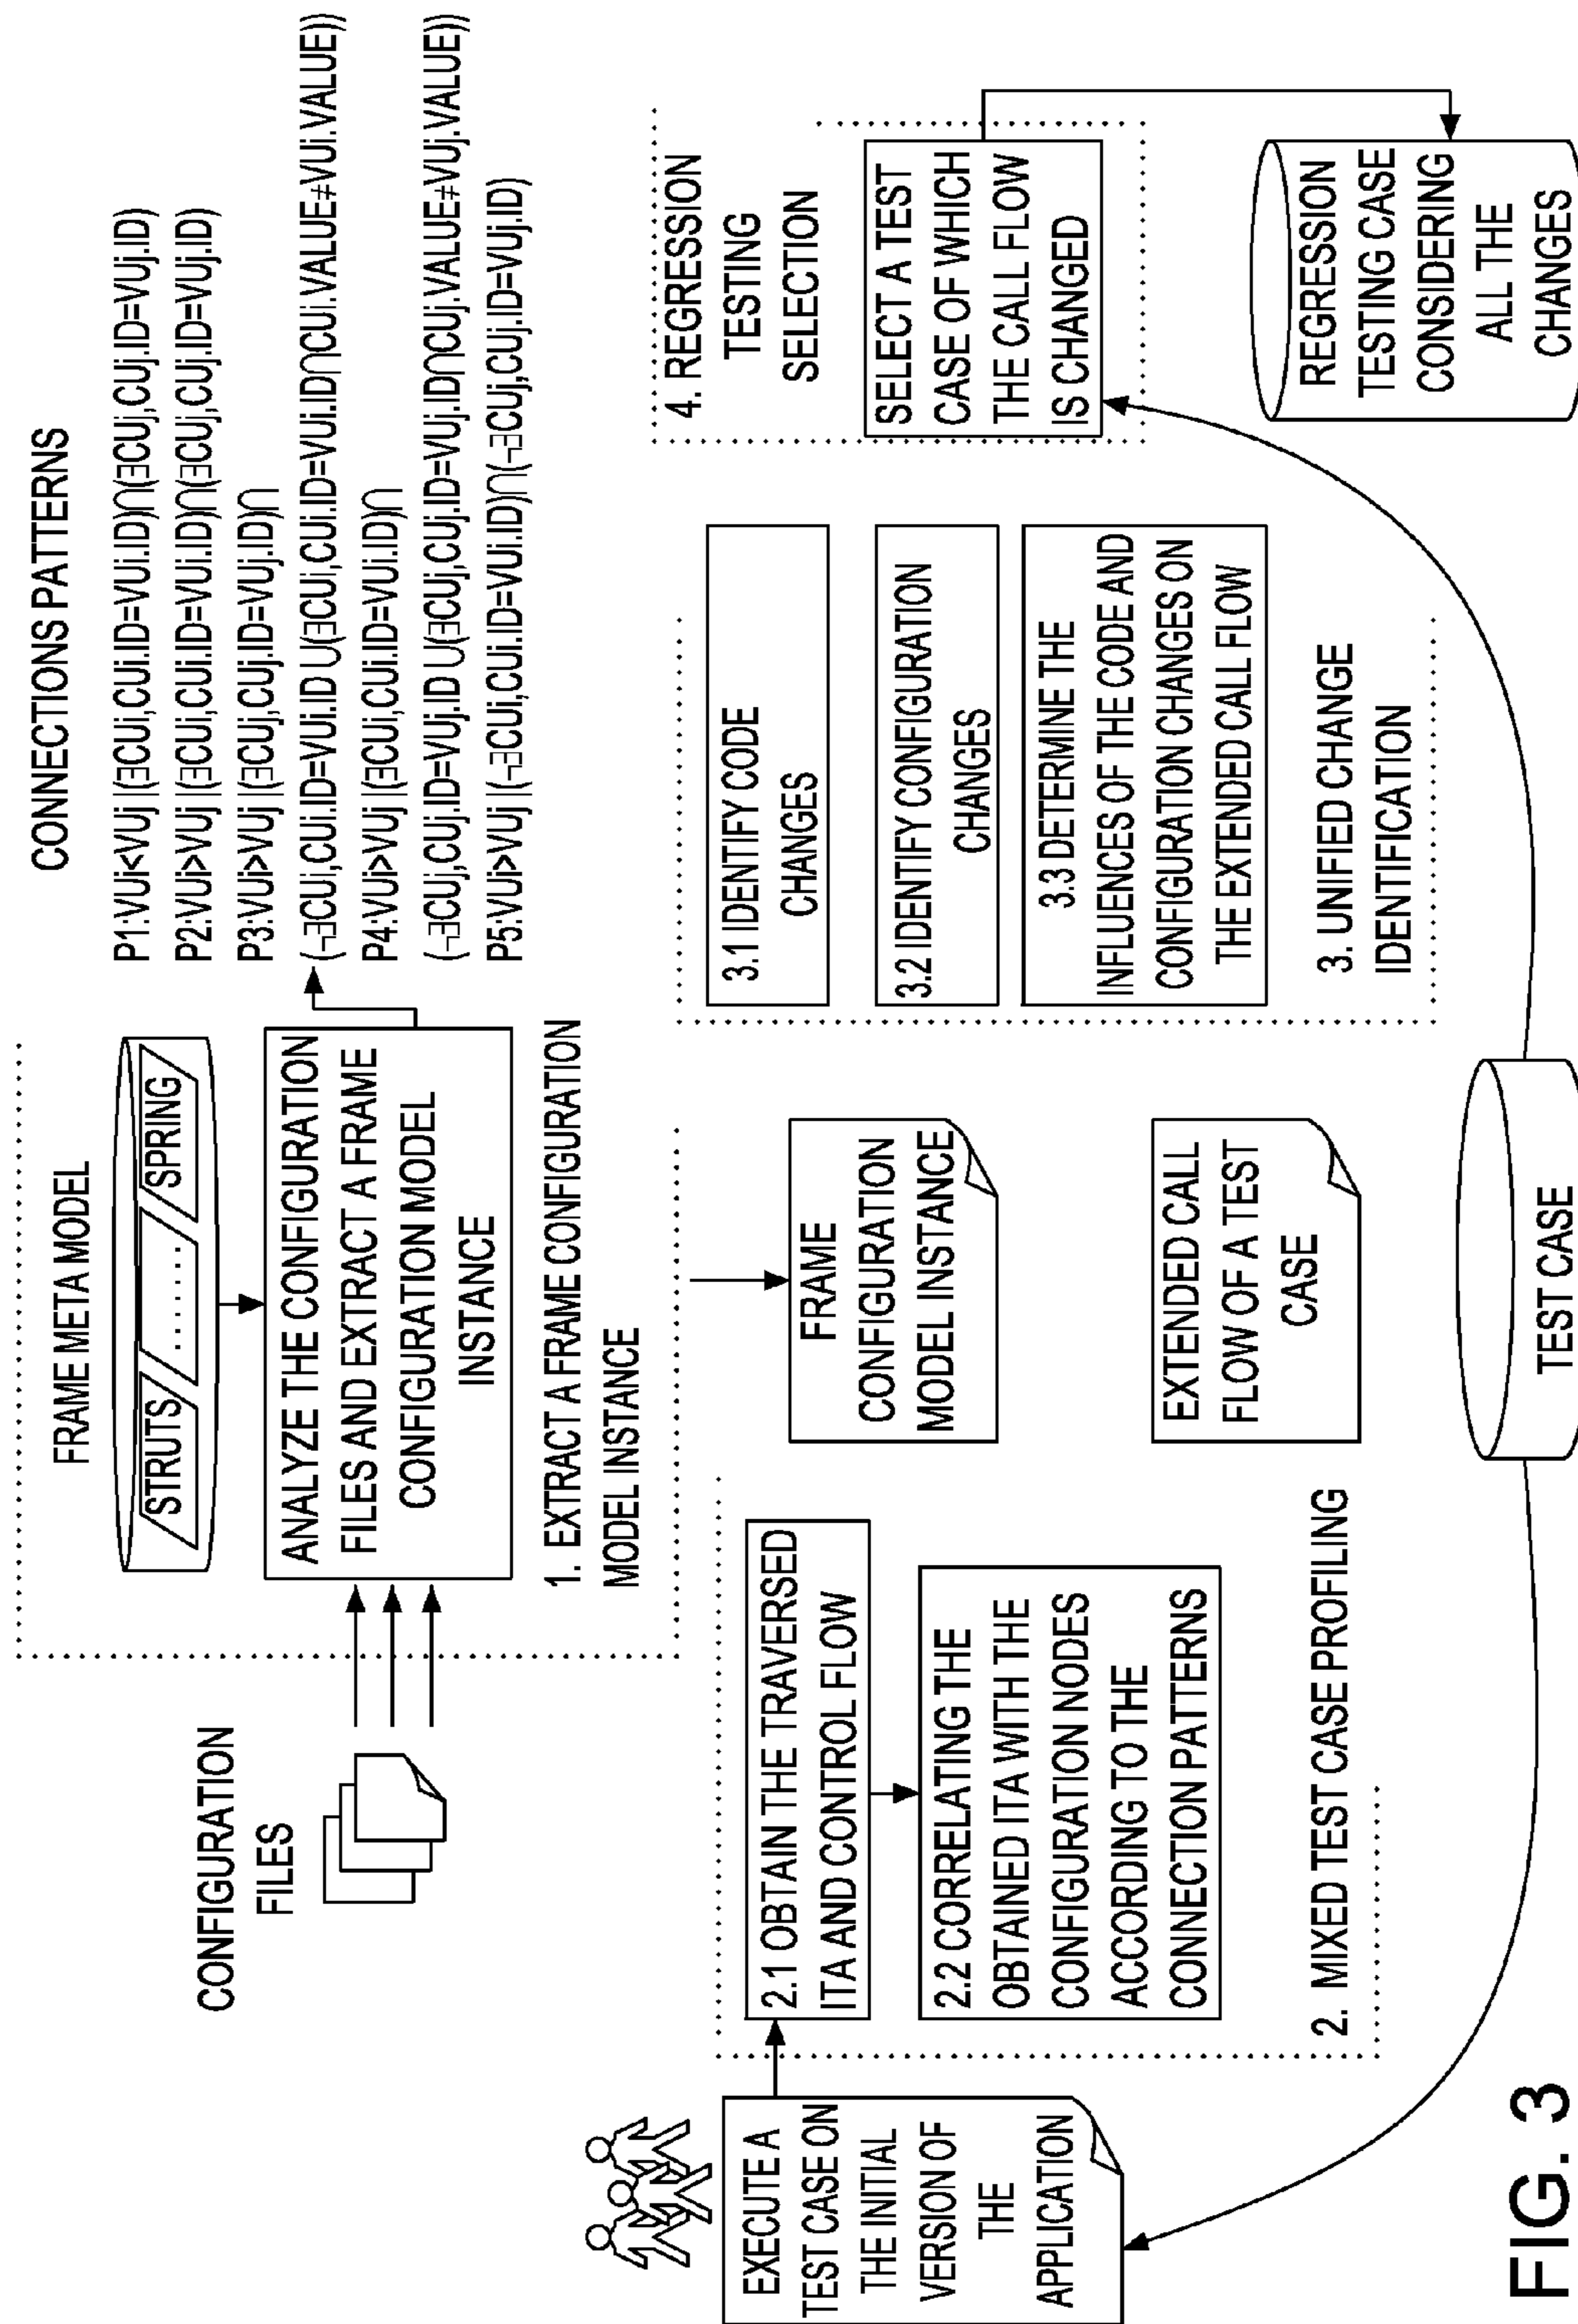 CONFIGURATION
FILES
FRAME META MODEL
STRUTS
.......
SPRING
ANALYZE THE CONFIGURATION
FILES AND EXTRACT A FRAME
CONFIGURATION MODEL
INSTANCE
1. EXTRACT A FRAME CONFIGURATION
MODEL INSTANCE
CONNECTIONS PATTERNS
P1:VUi<VUj |(∃CUi,CUi.ID=VUi.ID)∩(∃CUj,CUj.ID=VUj.ID)
P2:VUi>VUj |(∃CUi,CUi.ID=VUi.ID)∩(∃CUj,CUj.ID=VUj.ID)
P3:VUi>VUj |(∃CUj,CUj.ID=VUj.ID)∩
(¬∃CUi,CUi.ID=VUi.ID ∪(∃CUi,CUi.ID=VUi.ID∩CUi.VALUE≠VUi.VALUE))
P4:VUi>VUj |(∃CUi,CUi.ID=VUi.ID)∩
(¬∃CUj,CUj.ID=VUj.ID ∪(∃CUj,CUj.ID=VUj.ID∩CUj.VALUE≠VUj.VALUE))
P5:VUi>VUj |(¬∃CUi,CUi.ID=VUi.ID)∩(¬∃CUj,CUj.ID=VUj.ID)
EXECUTE A
TEST CASE ON
THE INITIAL
VERSION OF
THE
APPLICATION
2.1 OBTAIN THE TRAVERSED
ITA AND CONTROL FLOW
2.2 CORRELATING THE
OBTAINED ITA WITH THE
CONFIGURATION NODES
ACCORDING TO THE
CONNECTION PATTERNS
2. MIXED TEST CASE PROFILING
FRAME
CONFIGURATION
MODEL INSTANCE
EXTENDED CALL
FLOW OF A TEST
CASE
3.1 IDENTIFY CODE
CHANGES
3.2 IDENTIFY CONFIGURATION
CHANGES
3.3 DETERMINE THE
INFLUENCES OF THE CODE AND
CONFIGURATION CHANGES ON
THE EXTENDED CALL FLOW
3. UNIFIED CHANGE
IDENTIFICATION
4. REGRESSION
TESTING
SELECTION
SELECT A TEST
CASE OF WHICH
THE CALL FLOW
IS CHANGED
REGRESSION
TESTING CASE
CONSIDERING
ALL THE
CHANGES
TEST CASE
FIG. 3